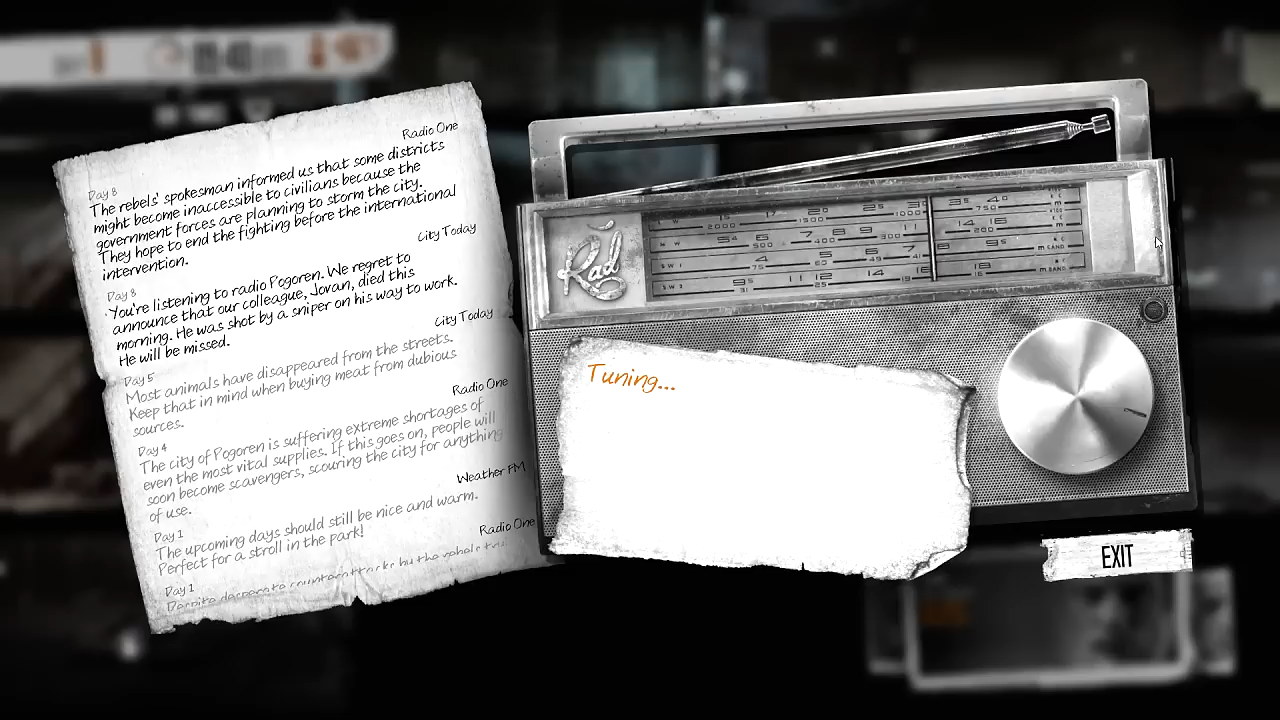 Radio One
Day 8
The rebels' spokesman informed us that some districts
might become inaccessible to civilians because the
government forces are planning to storm the city.
They hope to end the fighting before the international
intervention.
City Today
Day 8
You're listening to radio Pogoren. We regret to
announce that our colleague, Jovan, died this
morning. He was shot by a sniper on his way to work.
He will be missed.
City Today
Day 5
Most animals have disappeared from the streets.
Keep that in mind when buying meat from dubious
sources.
Radio One
Day 4
The city of Pogoren is suffering extreme shortages of
even the most vital supplies. If this goes on, people will
soon become scavengers, scouring the city for anything
of use.
Weather FM
Day 1
The upcoming days should still be nice and warm.
Perfect for a stroll in the park!
Radio One
Day 1
Despite desperate counterattacks by the rebels
Rad
Tuning...
EXIT